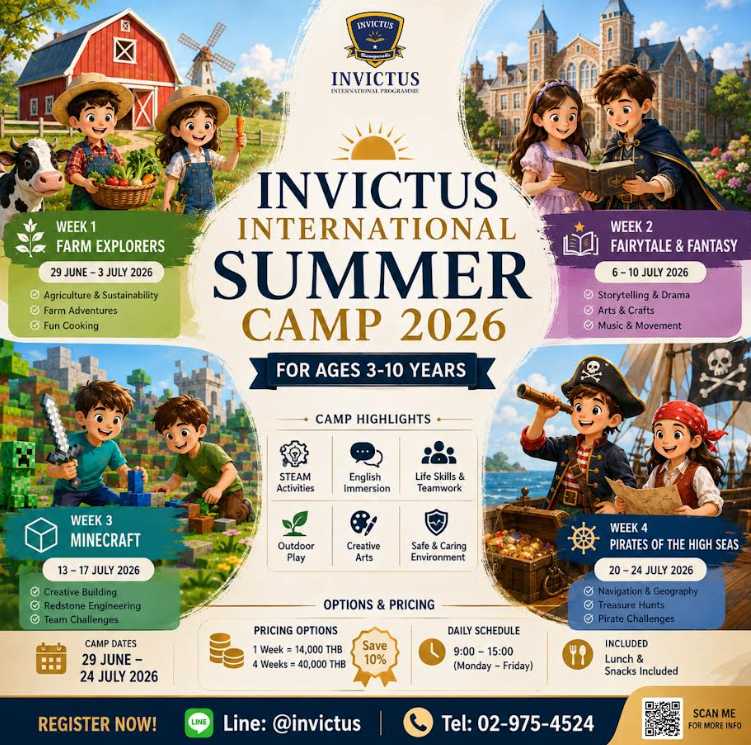 INVICTUS
INVICTUS
INTERNATIONAL PROGRAMME
INVICTUS
INTERNATIONAL
SUMMER
CAMP 2026
FOR AGES 3-10 YEARS
WEEK 1
FARM EXPLORERS
29 JUNE – 3 JULY 2026
Agriculture & Sustainability
Farm Adventures
Fun Cooking
WEEK 2
FAIRYTALE & FANTASY
6 – 10 JULY 2026
Storytelling & Drama
Arts & Crafts
Music & Movement
CAMP HIGHLIGHTS
STEAM
Activities
English
Immersion
Life Skills &
Teamwork
Outdoor
Play
Creative
Arts
Safe & Caring
Environment
WEEK 3
MINECRAFT
13 – 17 JULY 2026
Creative Building
Redstone Engineering
Team Challenges
WEEK 4
PIRATES OF THE HIGH SEAS
20 – 24 JULY 2026
Navigation & Geography
Treasure Hunts
Pirate Challenges
OPTIONS & PRICING
CAMP DATES
29 JUNE –
24 JULY 2026
PRICING OPTIONS
1 Week = 14,000 THB
4 Weeks = 40,000 THB
Save
10%
DAILY SCHEDULE
9:00 – 15:00
(Monday – Friday)
INCLUDED
Lunch &
Snacks Included
REGISTER NOW!
LINE
Line: @invictus
Tel: 02-975-4524
SCAN ME
FOR MORE INFO